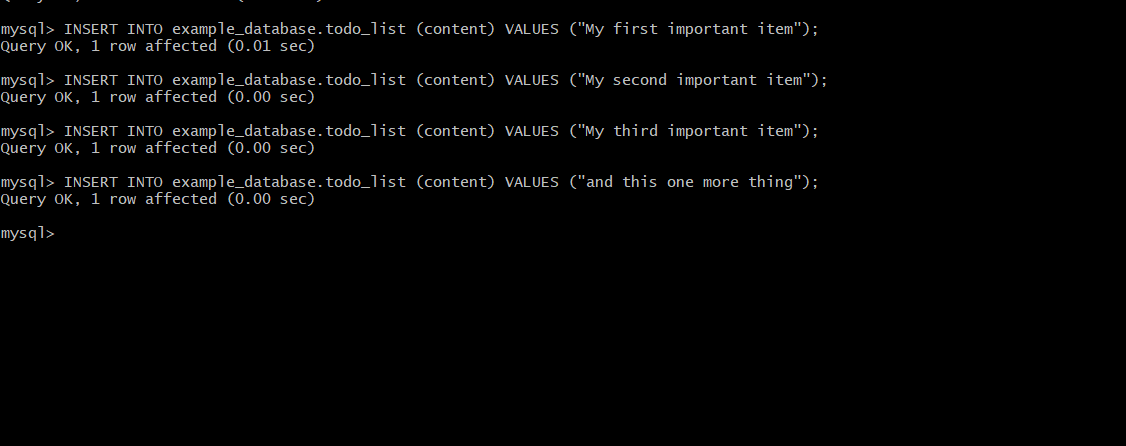 mysql> INSERT INTO example_database.todo_list (content) VALUES ("My first important item");
Query OK, 1 row affected (0.01 sec)
mysql> INSERT INTO example_database.todo_list (content) VALUES ("My second important item");
Query OK, 1 row affected (0.00 sec)
mysql> INSERT INTO example_database.todo_list (content) VALUES ("My third important item");
Query OK, 1 row affected (0.00 sec)
mysql> INSERT INTO example_database.todo_list (content) VALUES ("and this one more thing");
Query OK, 1 row affected (0.00 sec)
mysql>